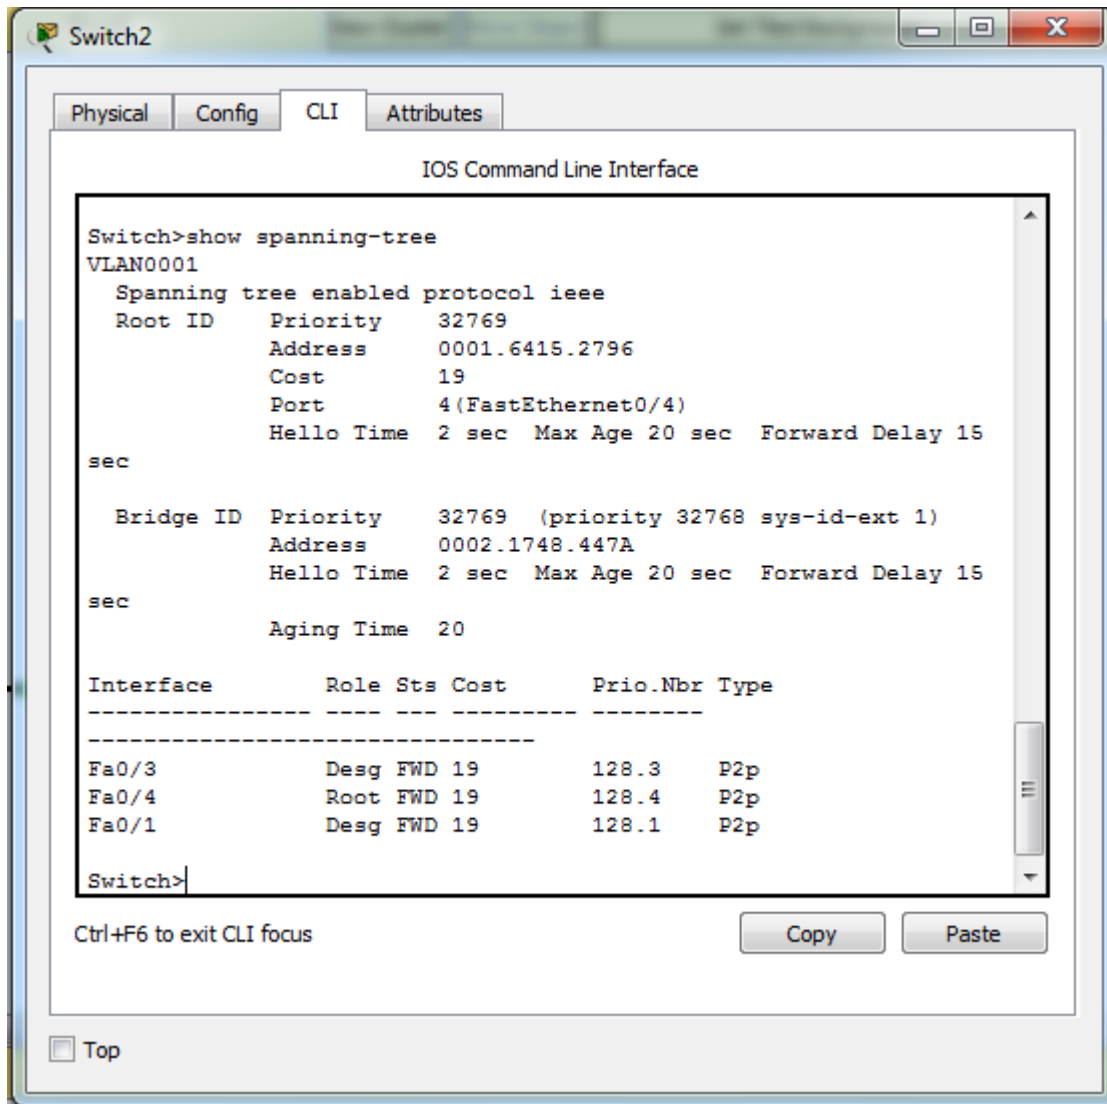 Switch2
Physical Config CLI Attributes
IOS Command Line Interface
Switch>show spanning-tree
VLAN0001
  Spanning tree enabled protocol ieee
  Root ID    Priority    32769
             Address     0001.6415.2796
             Cost        19
             Port        4(FastEthernet0/4)
             Hello Time  2 sec  Max Age 20 sec  Forward Delay 15
sec
  Bridge ID  Priority    32769  (priority 32768 sys-id-ext 1)
             Address     0002.1748.447A
             Hello Time  2 sec  Max Age 20 sec  Forward Delay 15
sec
             Aging Time  20
Interface        Role Sts Cost      Prio.Nbr Type
---------------- ---- --- --------- --------
--------------------------------
Fa0/3            Desg FWD 19        128.3    P2p
Fa0/4            Root FWD 19        128.4    P2p
Fa0/1            Desg FWD 19        128.1    P2p
Switch>
Ctrl+F6 to exit CLI focus
Copy Paste
Top